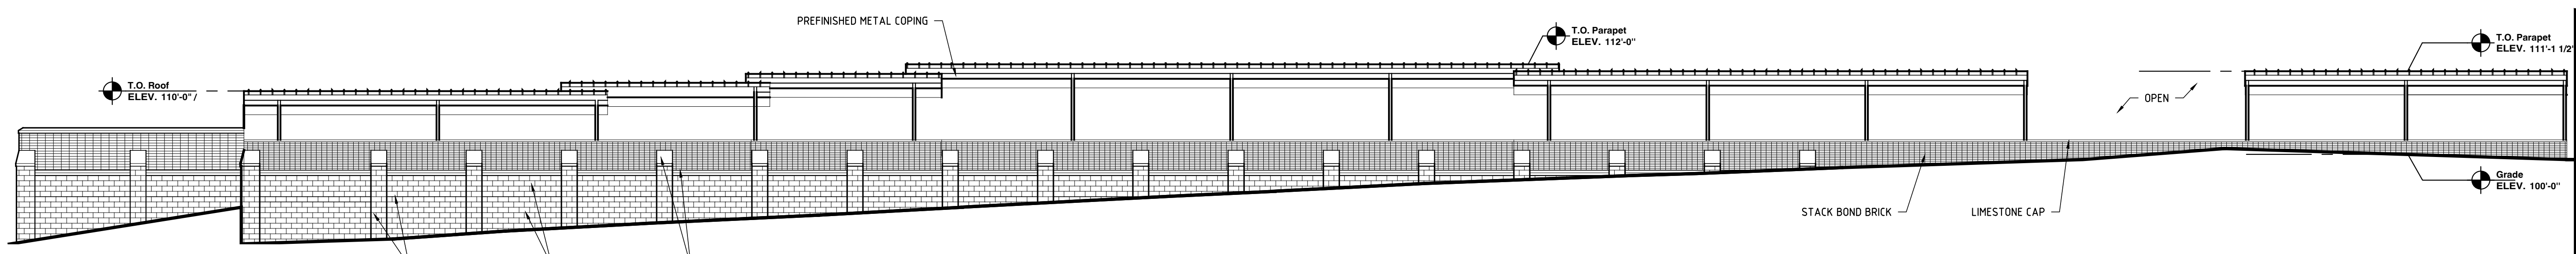 PREFINISHED METAL COPING
T.O. Parapet
ELEV. 112'-0"
T.O. Parapet
ELEV. 111'-1 1/2"
T.O. Roof
ELEV. 110'-0" /
OPEN
Grade
ELEV. 100'-0"
STACK BOND BRICK
LIMESTONE CAP